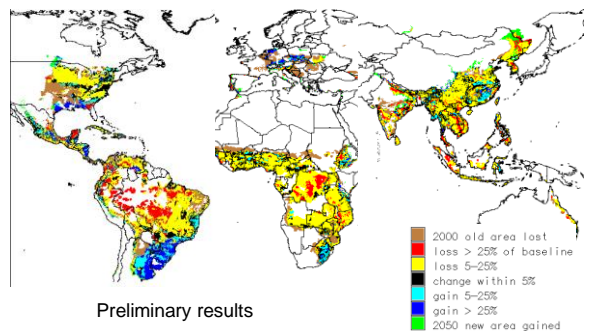 Preliminary results
2000 old area lost
loss > 25% of baseline
loss 5-25%
change within 5%
gain 5-25%
gain > 25%
2050 new area gained